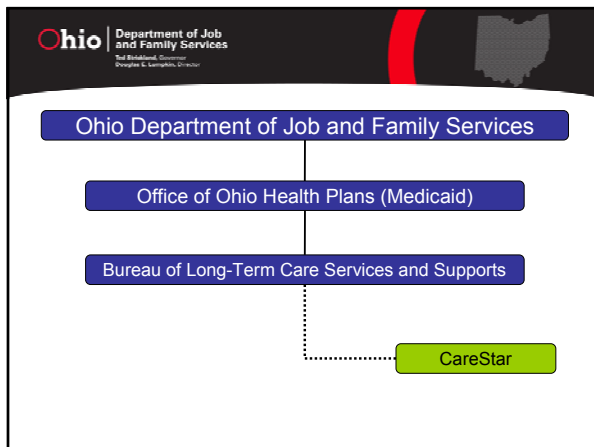 Ohio
Department of Job
and Family Services
Ted Strickland, Governor
Douglas E. Lumpkin, Director
Ohio Department of Job and Family Services
Office of Ohio Health Plans (Medicaid)
Bureau of Long-Term Care Services and Supports
CareStar